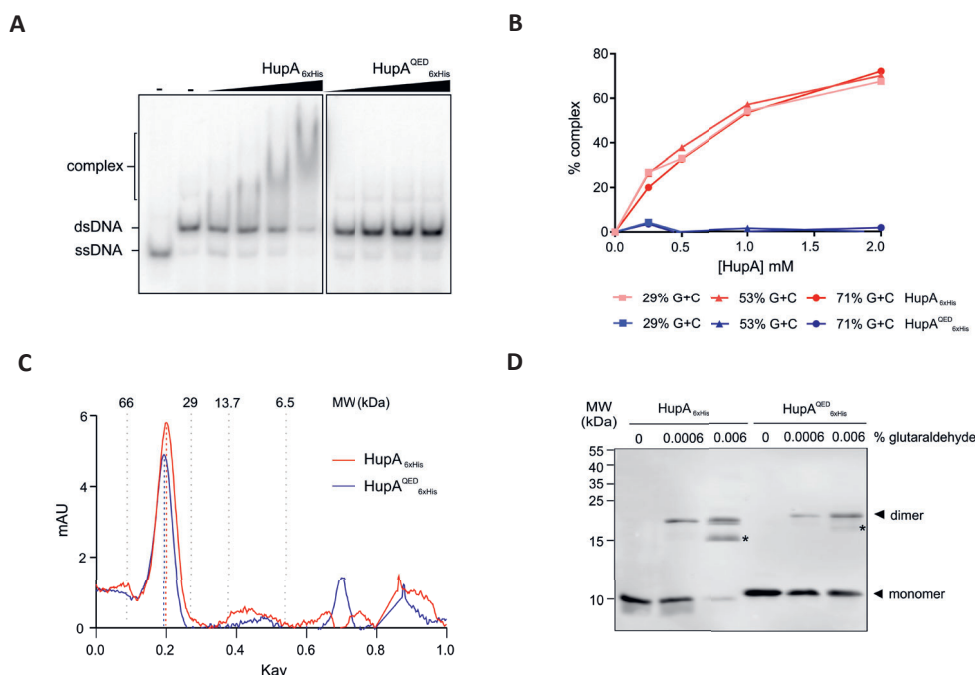 A
HupA6xHis
HupAQED6xHis
- -
complex
dsDNA
ssDNA
B
% complex
80
60
40
20
0
0.0 0.5 1.0 1.5 2.0
[HupA] mM
29% G+C 53% G+C 71% G+C HupA6xHis
29% G+C 53% G+C 71% G+C HupAQED6xHis
C
66 29 13.7 6.5 MW (kDa)
mAU
6
4
2
0
HupA6xHis
HupAQED6xHis
0.0 0.2 0.4 0.6 0.8 1.0
Kav
D
MW
(kDa)
HupA6xHis HupAQED6xHis
0 0.0006 0.006 0 0.0006 0.006 % glutaraldehyde
55
40
35
25
15
10
dimer
*
*
monomer